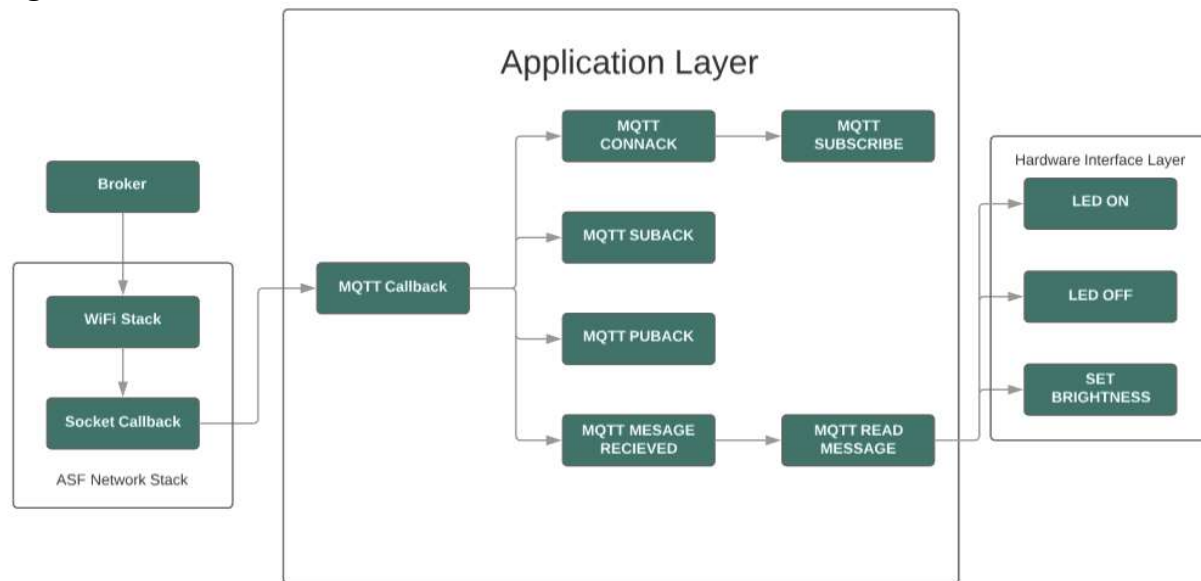 Application Layer
MQTT
CONNACK
MQTT
SUBSCRIBE
Hardware Interface Layer
Broker
LED ON
MQTT SUBACK
MQTT Callback
LED OFF
WiFi Stack
MQTT PUBACK
SET
BRIGHTNESS
Socket Callback
MQTT MESAGE
RECIEVED
MQTT READ
MESSAGE
ASF Network Stack